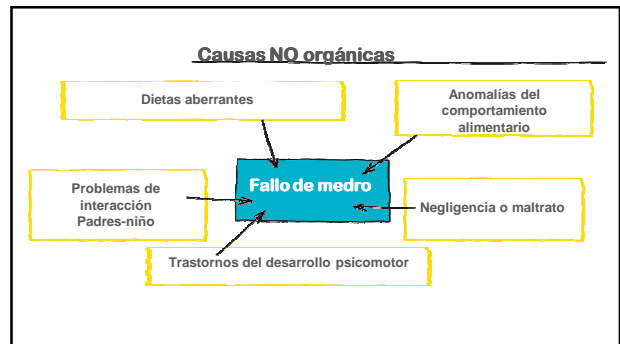 Causas NO orgánicas
Dietas aberrantes
Anomalías del
comportamiento
alimentario
Fallo de medro
Problemas de
interacción
Padres-niño
Negligencia o maltrato
Trastornos del desarrollo psicomotor